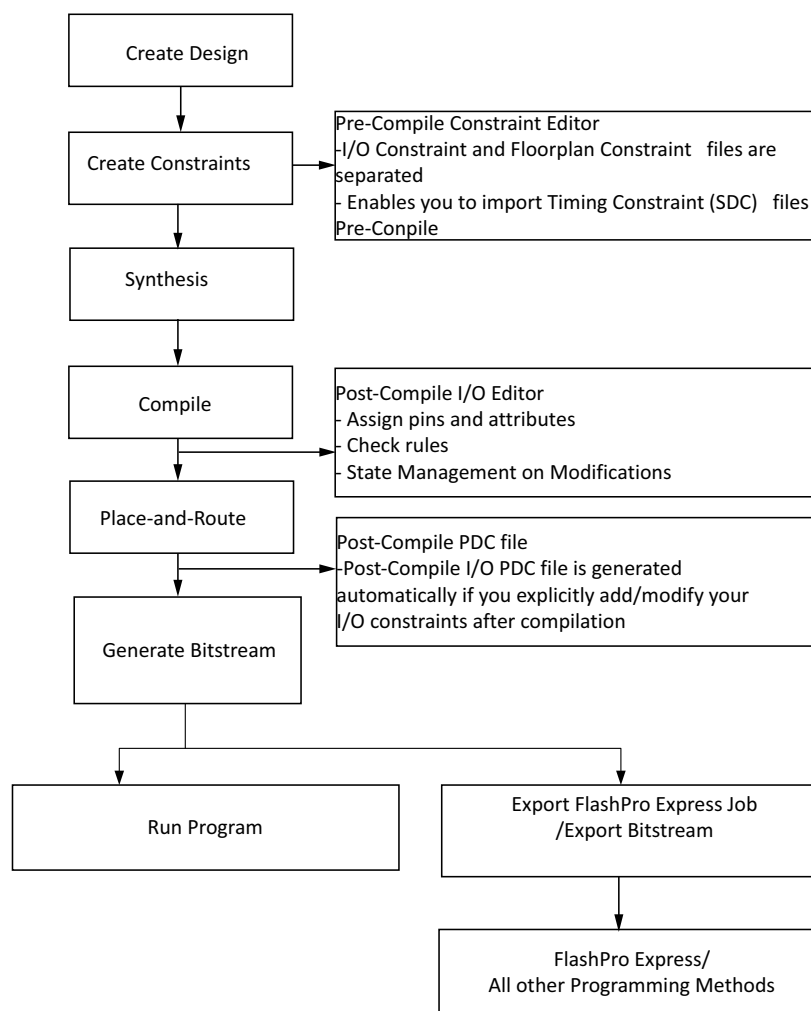 Create Design
Create Constraints
Pre-Compile Constraint Editor
-I/O Constraint and Floorplan Constraint files are
separated
- Enables you to import Timing Constraint (SDC) files
Pre-Conpile
Synthesis
Compile
Post-Compile I/O Editor
- Assign pins and attributes
- Check rules
- State Management on Modifications
Place-and-Route
Post-Compile PDC file
-Post-Compile I/O PDC file is generated
automatically if you explicitly add/modify your
I/O constraints after compilation
Generate Bitstream
Run Program
Export FlashPro Express Job
/Export Bitstream
FlashPro Express/
All other Programming Methods